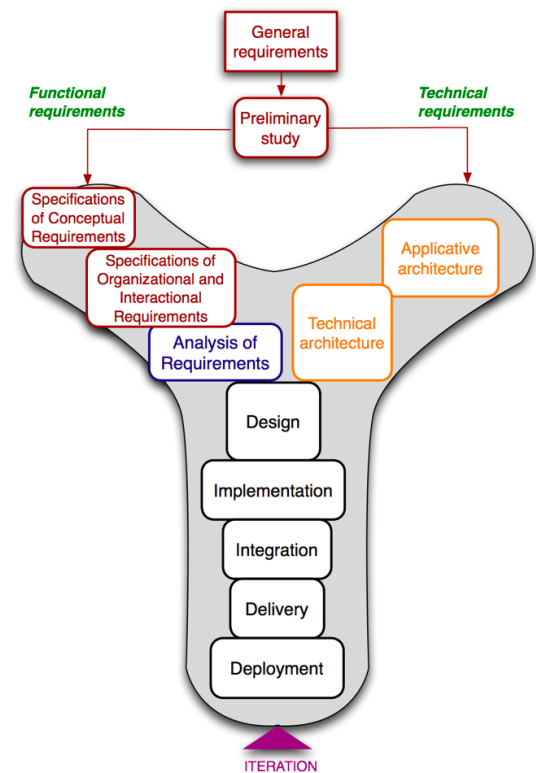 General
requirements
Functional
requirements
Technical
requirements
Preliminary
study
Specifications
of Conceptual
Requirements
Specifications of
Organizational and
Interactional
Requirements
Applicative
architecture
Technical
architecture
Analysis of
Requirements
Design
Implementation
Integration
Delivery
Deployment
ITERATION